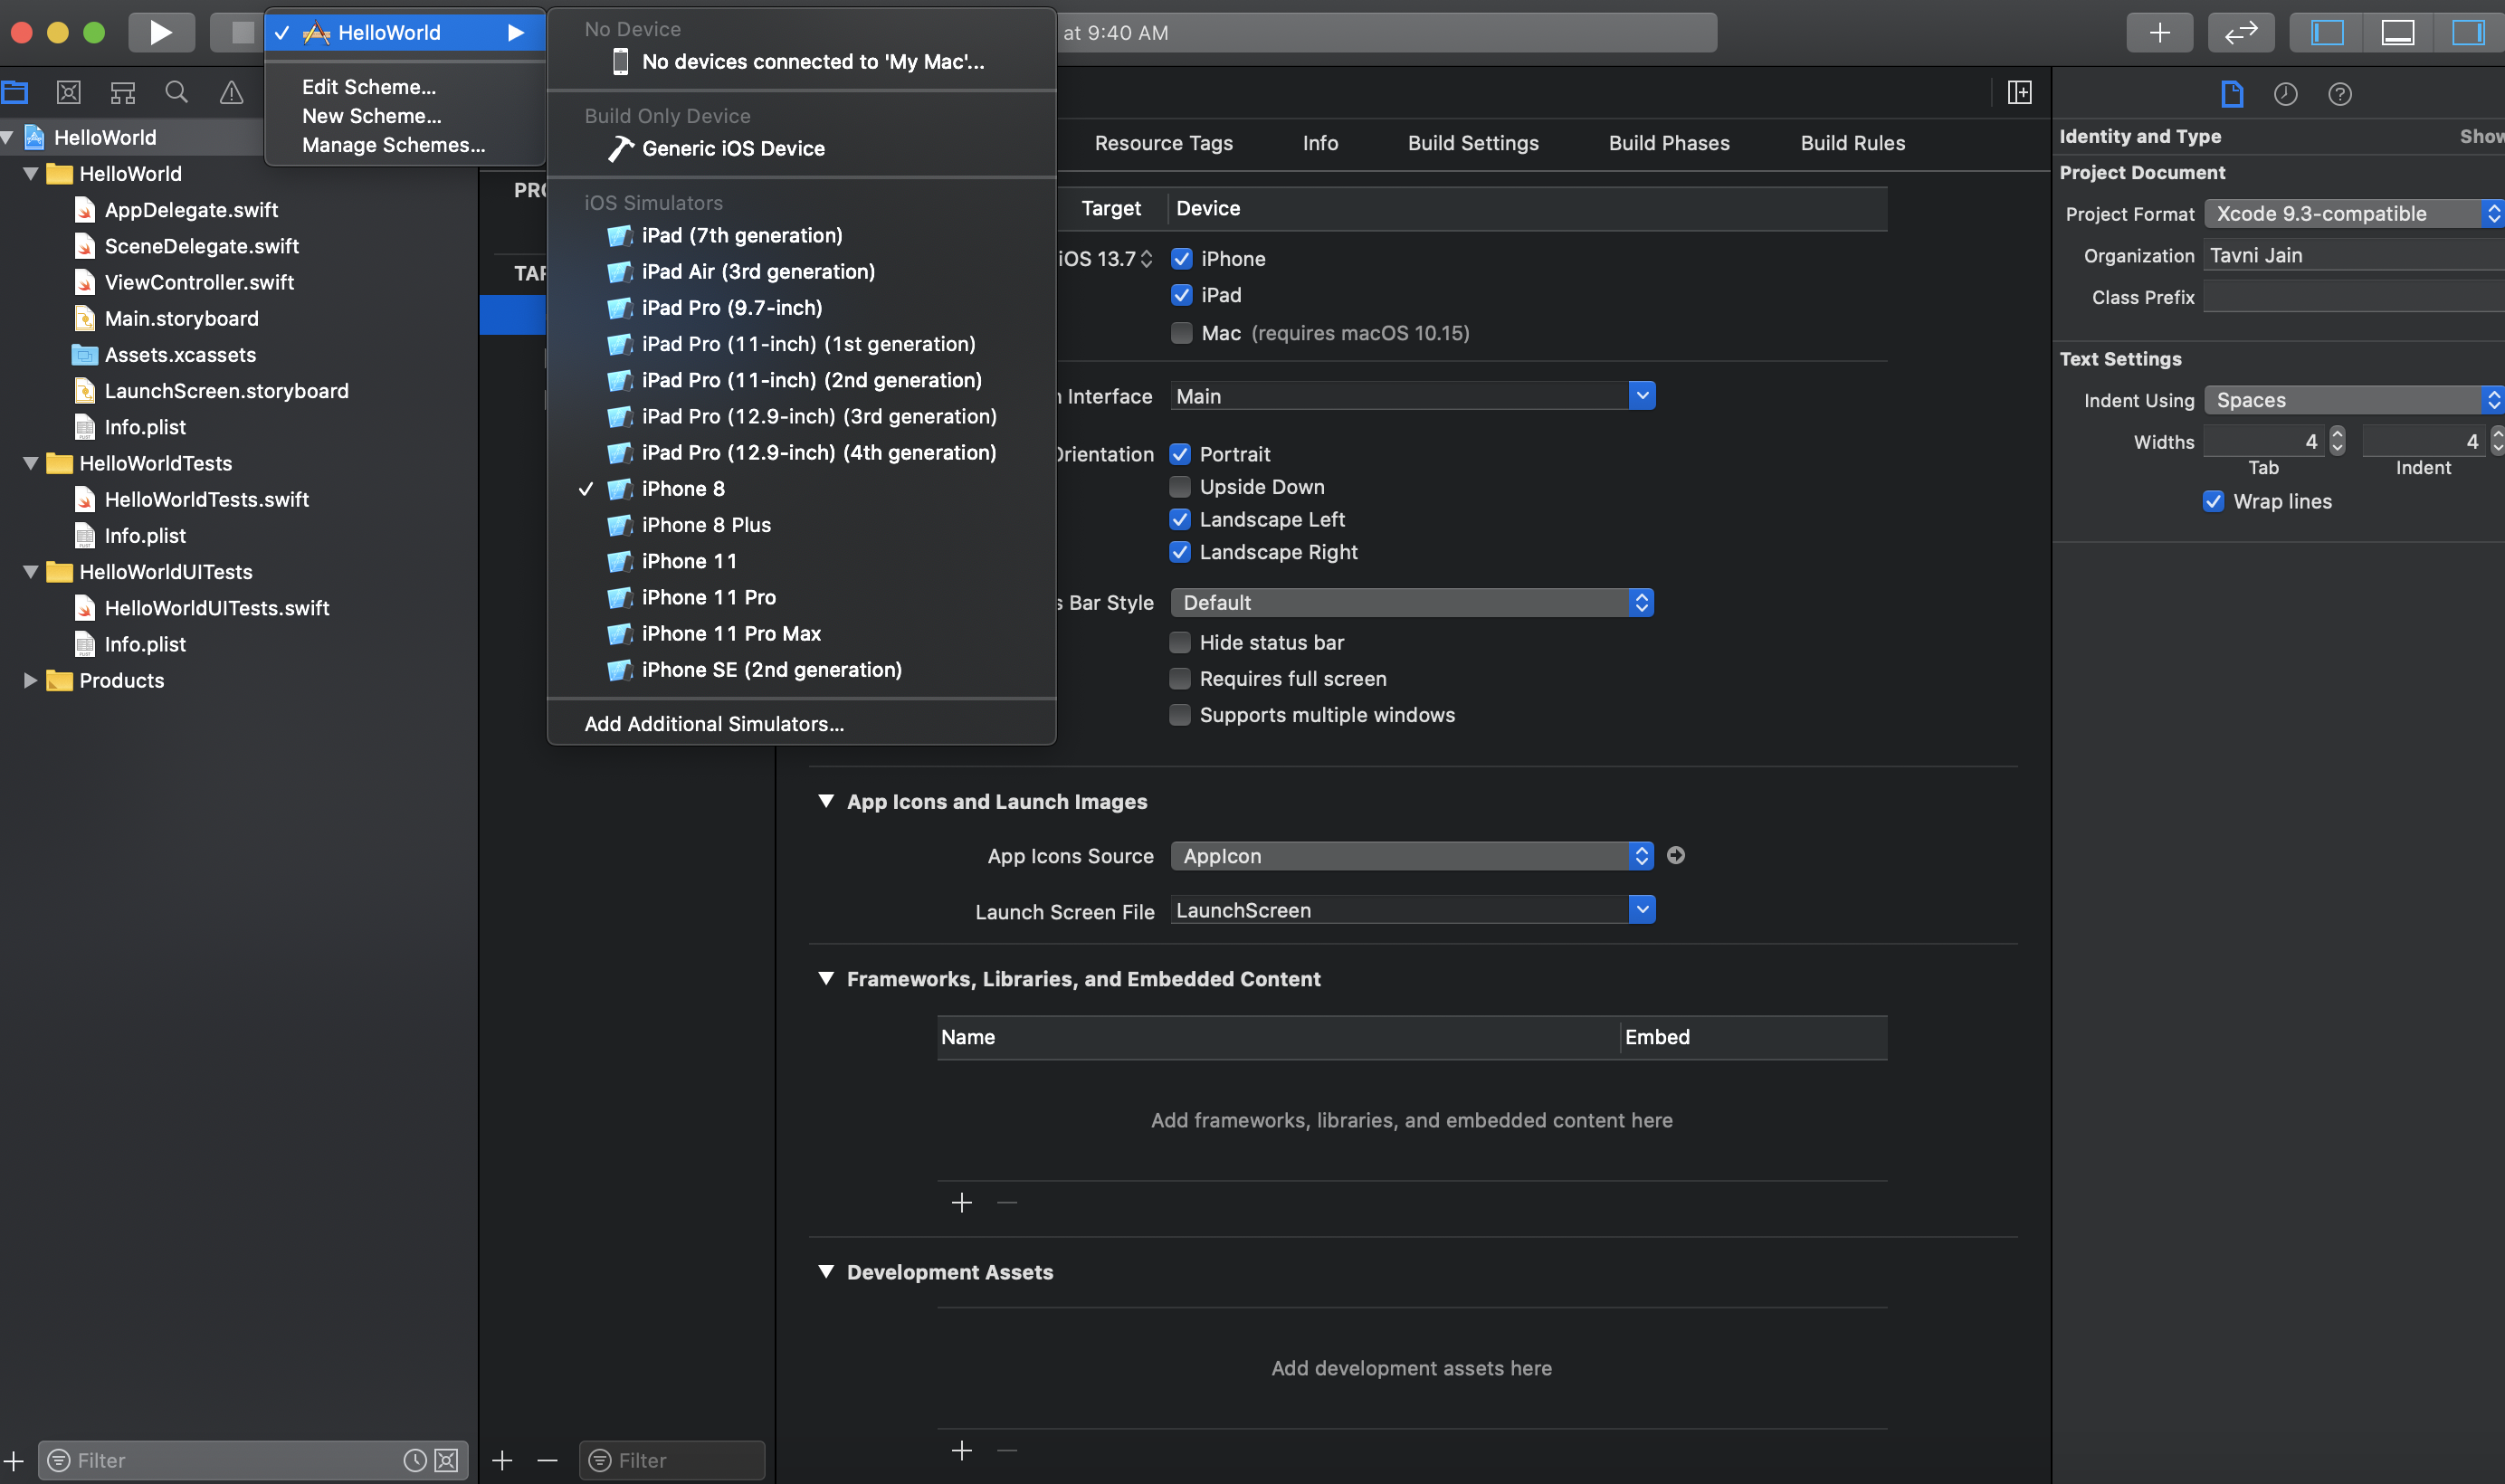 HelloWorld
Edit Scheme...
New Scheme...
Manage Schemes...
No Device
No devices connected to 'My Mac'...
Build Only Device
Generic iOS Device
iOS Simulators
iPad (7th generation)
iPad Air (3rd generation)
iPad Pro (9.7-inch)
iPad Pro (11-inch) (1st generation)
iPad Pro (11-inch) (2nd generation)
iPad Pro (12.9-inch) (3rd generation)
iPad Pro (12.9-inch) (4th generation)
iPhone 8
iPhone 8 Plus
iPhone 11
iPhone 11 Pro
iPhone 11 Pro Max
iPhone SE (2nd generation)
Add Additional Simulators...
at 9:40 AM
HelloWorld
HelloWorld
AppDelegate.swift
SceneDelegate.swift
ViewController.swift
Main.storyboard
Assets.xcassets
LaunchScreen.storyboard
Info.plist
HelloWorldTests
HelloWorldTests.swift
Info.plist
HelloWorldUITests
HelloWorldUITests.swift
Info.plist
Products
Filter
PRO
TAR
Filter
Resource Tags Info Build Settings Build Phases Build Rules
Target Device
iOS 13.7 iPhone
iPad
Mac (requires macOS 10.15)
Interface Main
Orientation Portrait
Upside Down
Landscape Left
Landscape Right
s Bar Style Default
Hide status bar
Requires full screen
Supports multiple windows
App Icons and Launch Images
App Icons Source AppIcon
Launch Screen File LaunchScreen
Frameworks, Libraries, and Embedded Content
Name Embed
Add frameworks, libraries, and embedded content here
Development Assets
Add development assets here
Identity and Type Show
Project Document
Project Format Xcode 9.3-compatible
Organization Tavni Jain
Class Prefix
Text Settings
Indent Using Spaces
Widths 4 4
Tab Indent
Wrap lines